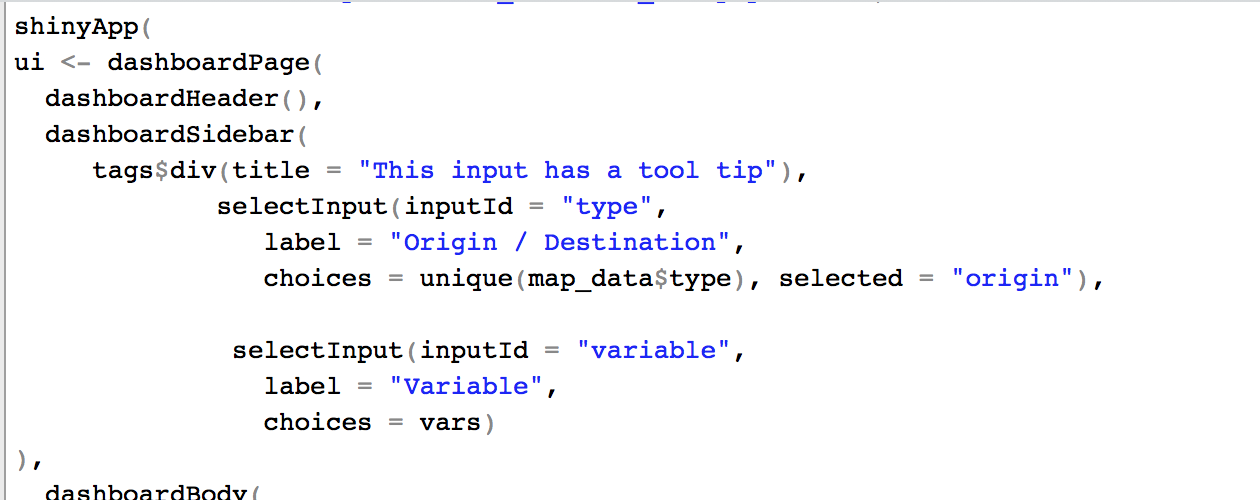 shinyApp(
ui <- dashboardPage(
  dashboardHeader(),
  dashboardSidebar(
     tags$div(title = "This input has a tool tip"),
             selectInput(inputId = "type",
                label = "Origin / Destination",
                choices = unique(map_data$type), selected = "origin"),

              selectInput(inputId = "variable",
                label = "Variable",
                choices = vars)
),
  dashboardBody(